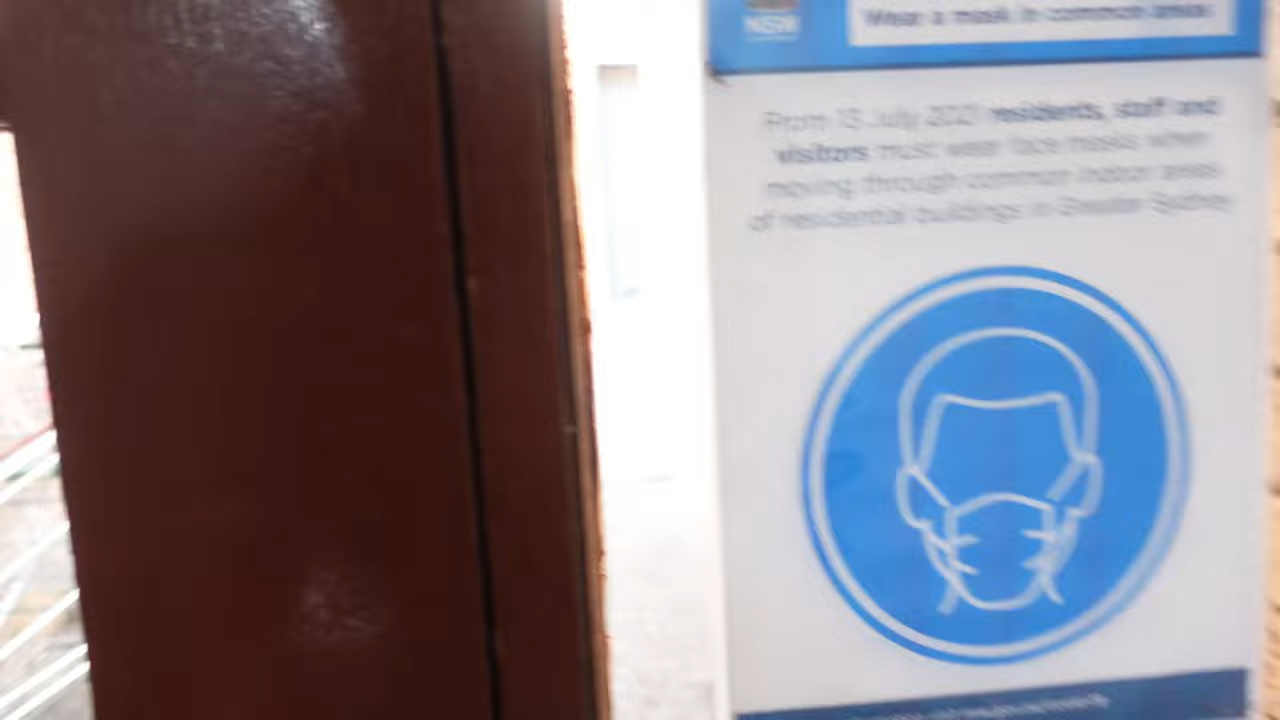 NSW
Wear a mask in common areas
From 13 July 2021 residents, staff and
visitors must wear face masks when
moving through common indoor areas
of residential buildings in Greater Sydney